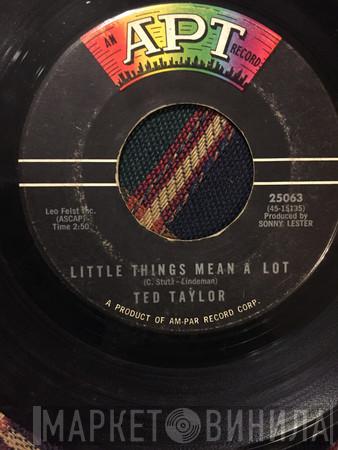 AN
APT
RECORD
Leo Feist Inc.
(ASCAP)
Time 2:50
25063
(45-15135)
Produced by
SONNY LESTER
LITTLE THINGS MEAN A LOT
(C. Stutz-Lindeman)
TED TAYLOR
A PRODUCT OF AM-PAR RECORD CORP.
МАРКЕТ ВИНИЛА